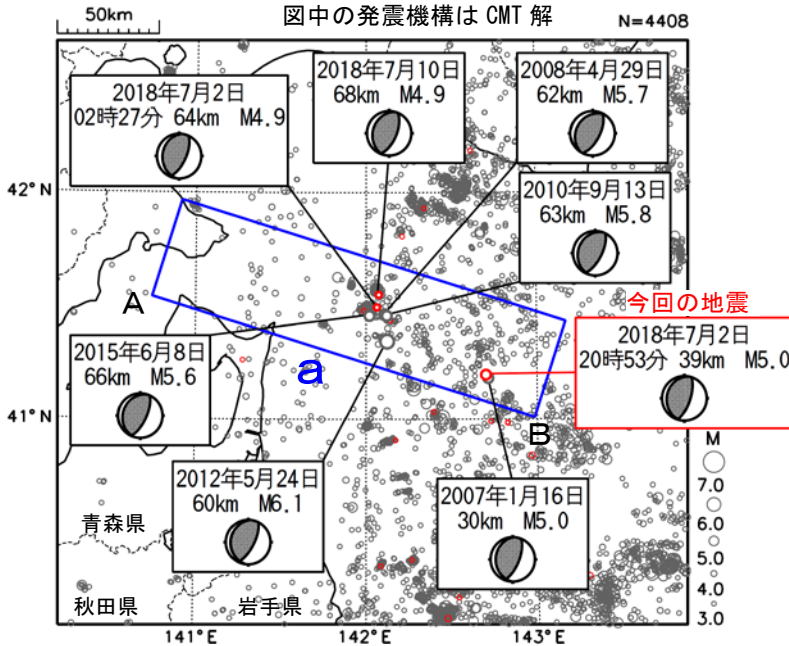 50km
図中の発震機構は CMT 解
N=4408
2018年7月2日
02時27分 64km M4.9
2018年7月10日
68km M4.9
2008年4月29日
62km M5.7
2010年9月13日
63km M5.8
42°N
A
今回の地震
2018年7月2日
20時53分 39km M5.0
2015年6月8日
66km M5.6
a
41°N
B
2012年5月24日
60km M6.1
2007年1月16日
30km M5.0
M
7.0
6.0
5.0
4.0
3.0
青森県
秋田県
岩手県
141°E
142°E
143°E